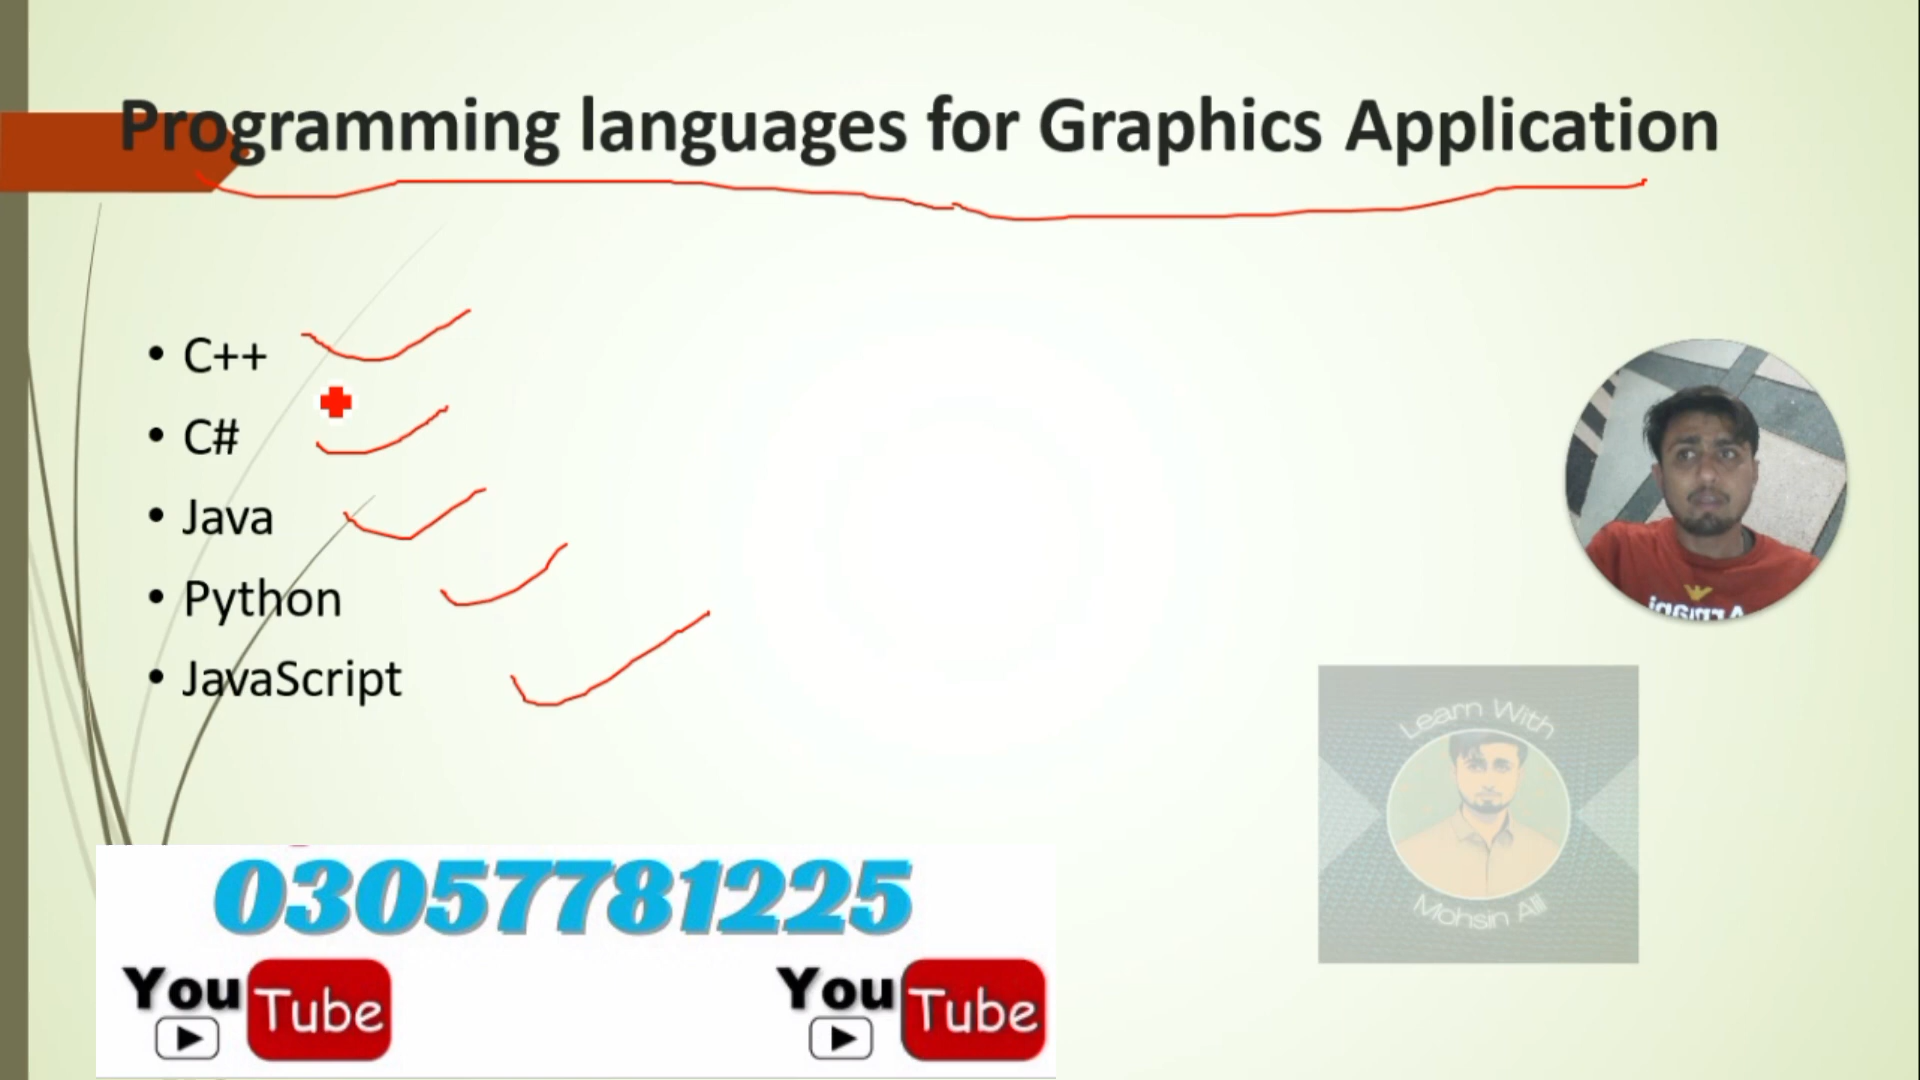 Programming languages for Graphics Application
• C++
• C#
• Java
• Python
• JavaScript
Learn With
Mohsin Ali
03057781225
YouTube
YouTube